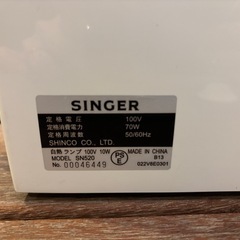 SINGER
定格電圧 100V
定格消費電力 70W
定格周波数 50/60Hz
SHINCO CO., LTD.
白熱ランプ 100V 10W MADE IN CHINA
MODEL SN520 PSE B13
No. 00046449 022V6E0301